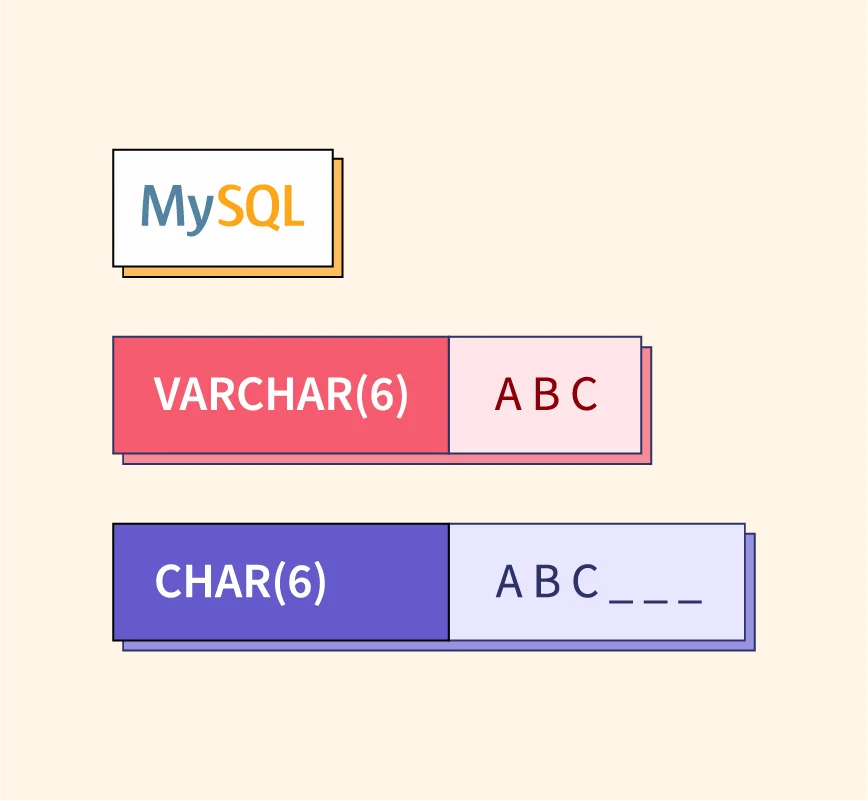 MySQL
VARCHAR(6) A B C
CHAR(6) A B C _ _ _